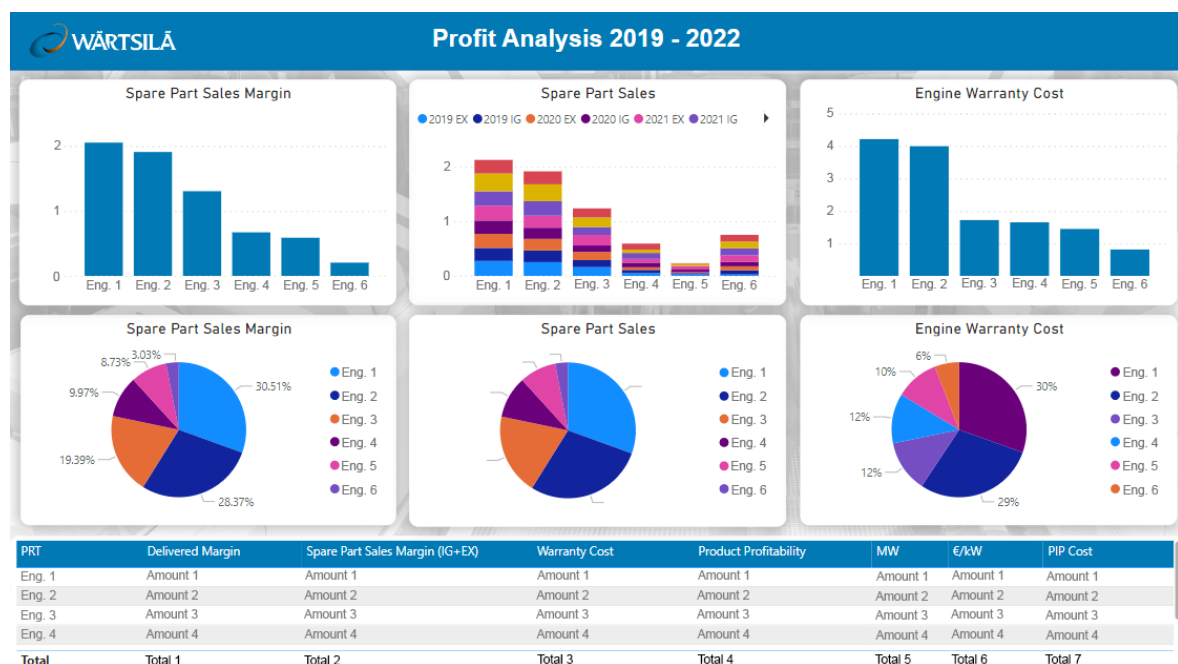 WÄRTSILÄ
Profit Analysis 2019 - 2022
Spare Part Sales Margin
2
1
0
Eng. 1 Eng. 2 Eng. 3 Eng. 4 Eng. 5 Eng. 6
Spare Part Sales
2019 EX 2019 IG 2020 EX 2020 IG 2021 EX 2021 IG
2
1
0
Eng. 1 Eng. 2 Eng. 3 Eng. 4 Eng. 5 Eng. 6
Engine Warranty Cost
5
4
3
2
1
Eng. 1 Eng. 2 Eng. 3 Eng. 4 Eng. 5 Eng. 6
Spare Part Sales Margin
3.03%
8.73%
9.97%
19.39%
30.51%
28.37%
Eng. 1
Eng. 2
Eng. 3
Eng. 4
Eng. 5
Eng. 6
Spare Part Sales
Eng. 1
Eng. 2
Eng. 3
Eng. 4
Eng. 5
Eng. 6
Engine Warranty Cost
6%
10%
12%
12%
30%
29%
Eng. 1
Eng. 2
Eng. 3
Eng. 4
Eng. 5
Eng. 6
PRT Delivered Margin Spare Part Sales Margin (IG+EX) Warranty Cost Product Profitability MW €/kW PIP Cost
Eng. 1 Amount 1 Amount 1 Amount 1 Amount 1 Amount 1 Amount 1 Amount 1
Eng. 2 Amount 2 Amount 2 Amount 2 Amount 2 Amount 2 Amount 2 Amount 2
Eng. 3 Amount 3 Amount 3 Amount 3 Amount 3 Amount 3 Amount 3 Amount 3
Eng. 4 Amount 4 Amount 4 Amount 4 Amount 4 Amount 4 Amount 4 Amount 4
Total Total 1 Total 2 Total 3 Total 4 Total 5 Total 6 Total 7